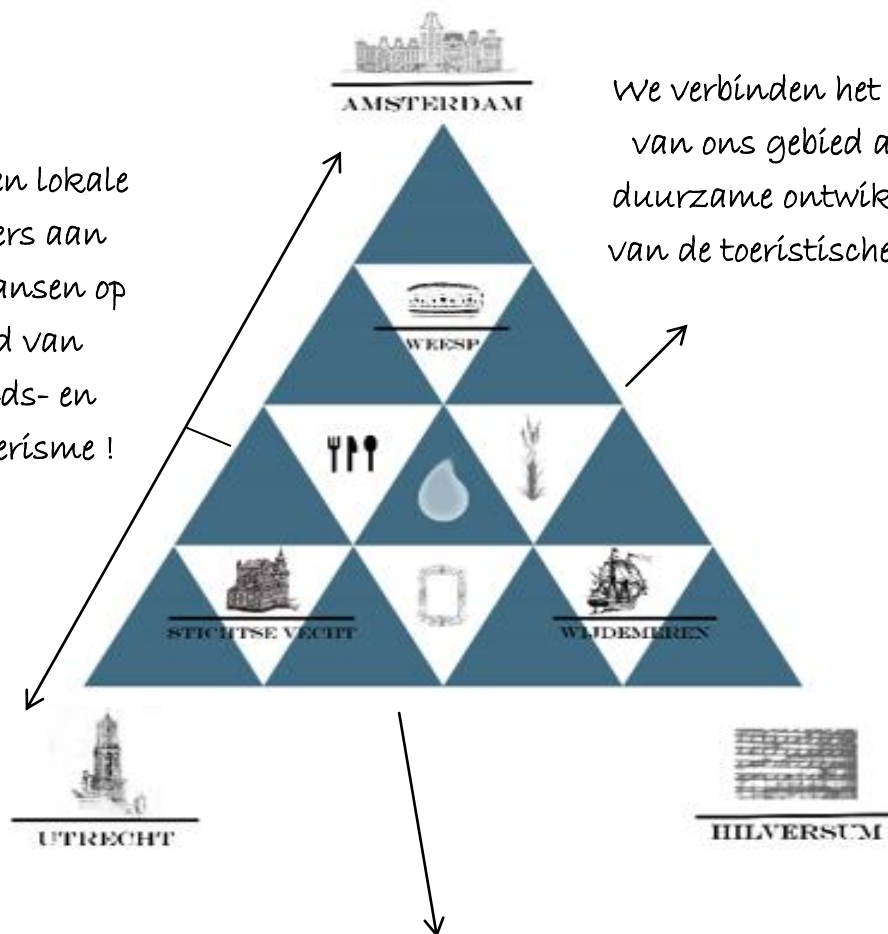 AMSTERDAM
We verbinden het
van ons gebied a
duurzame ontwik
van de toeristische
en lokale
ers aan
ansen op
d van
ds- en
erisme !
WEESP
STICHTSE VECHT
WIJDEMEREN
UTRECHT
HILVERSUM